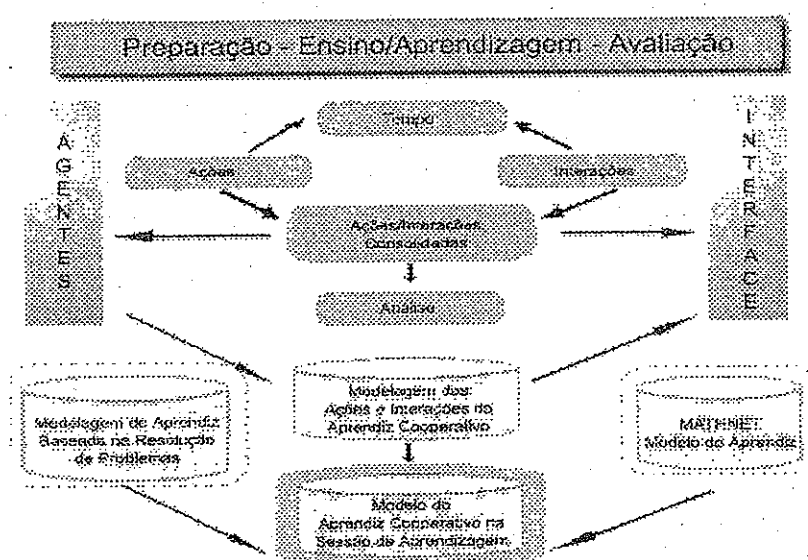 Preparação - Ensino/Aprendizagem - Avaliação
AGENTES
INTERFACE
Tempo
Ações
Interações
Ações/Interações
Consolidadas
Análise
Modelagem do Aprendiz
Baseada na Resolução
de Problemas
Modelagem das
Ações e Interações do
Aprendiz Cooperativo
MATHNET
Modelo do Aprendiz
Modelo do
Aprendiz Cooperativo na
Sessão de Aprendizagem